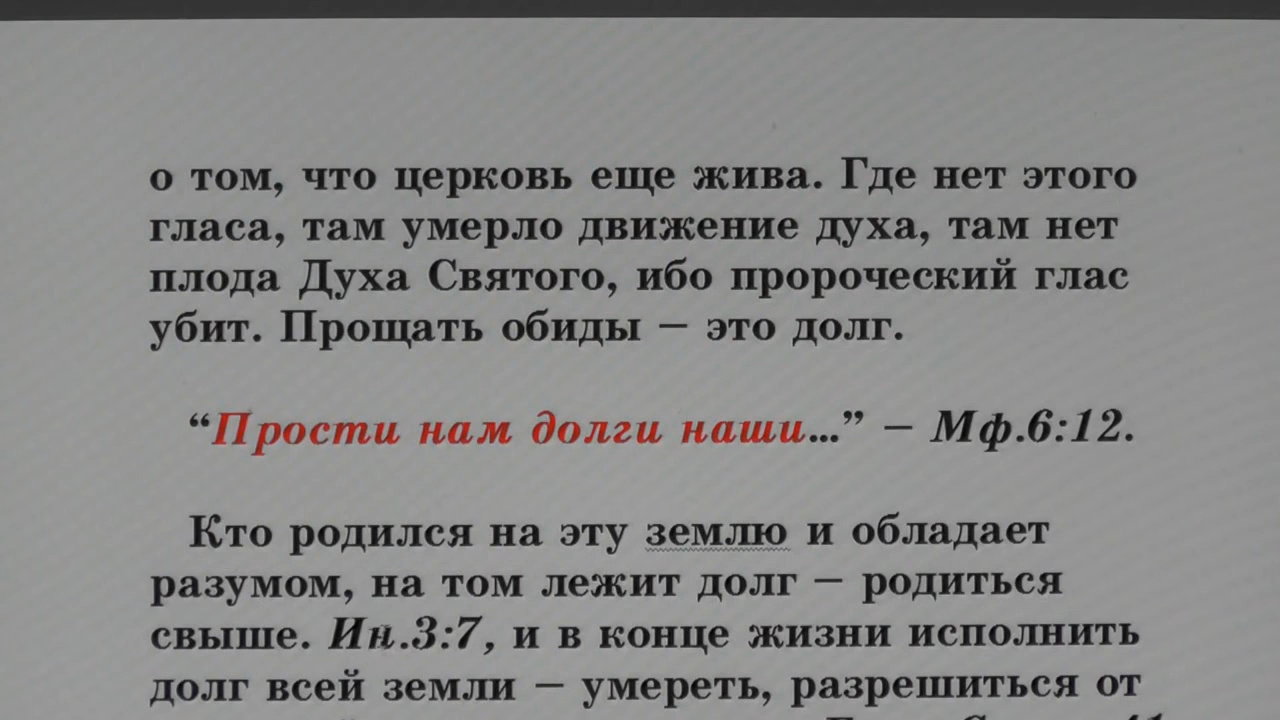 о том, что церковь еще жива. Где нет этого
гласа, там умерло движение духа, там нет
плода Духа Святого, ибо пророческий глас
убит. Прощать обиды – это долг.
“Прости нам долги наши…” – Мф.6:12.
Кто родился на эту землю и обладает
разумом, на том лежит долг – родиться
свыше. Ин.3:7, и в конце жизни исполнить
долг всей земли – умереть, разрешиться от